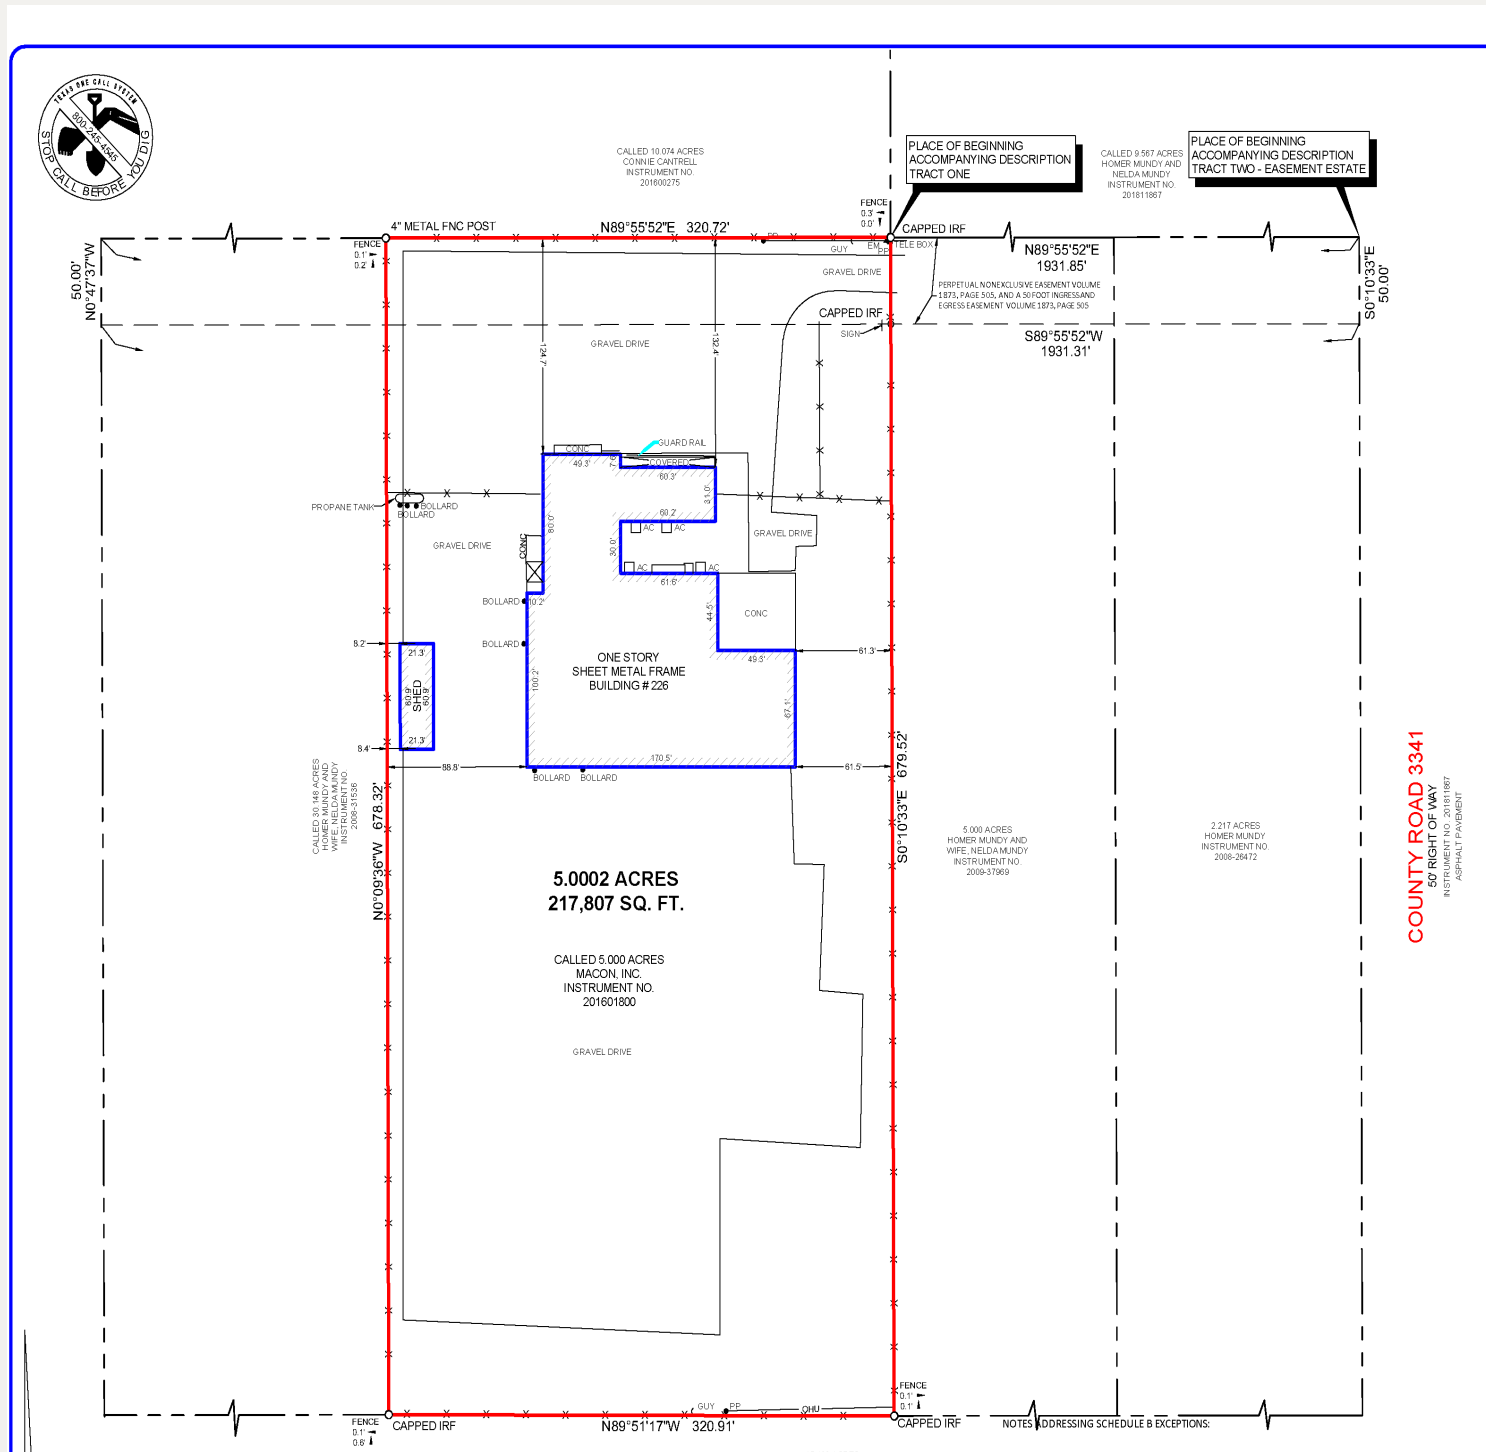 TEXAS ONE CALL SYSTEM
800-245-4545
STOP CALL BEFORE YOU DIG
CALLED 10.074 ACRES
CONNIE CANTRELL
INSTRUMENT NO.
201600275
PLACE OF BEGINNING
ACCOMPANYING DESCRIPTION
TRACT ONE
CALLED 9.567 ACRES
HOMER MUNDY AND
NELDA MUNDY
INSTRUMENT NO.
201811867
PLACE OF BEGINNING
ACCOMPANYING DESCRIPTION
TRACT TWO - EASEMENT ESTATE
50.00'
N0°47'37"W
4" METAL FNC POST
FENCE
0.1'
0.2'
N89°55'52"E 320.72'
FENCE
0.3'
0.0'
CAPPED IRF
PP
GUY
EM
PP
TELE BOX
N89°55'52"E
1931.85'
S0°10'33"E
50.00'
GRAVEL DRIVE
PERPETUAL NONEXCLUSIVE EASEMENT VOLUME
1873, PAGE 505, AND A 50 FOOT INGRESS AND
EGRESS EASEMENT VOLUME 1873, PAGE 505
CAPPED IRF
SIGN
S89°55'52"W
1931.31'
GRAVEL DRIVE
124.7'
132.4'
GUARD RAIL
CONC
COVERED
49.3'
7.6'
60.3'
31.0'
PROPANE TANK
BOLLARD
BOLLARD
80.0'
60.2'
AC
AC
GRAVEL DRIVE
GRAVEL DRIVE
CONC
30.0'
AC
AC
61.6'
BOLLARD
10.2'
44.5'
CONC
BOLLARD
8.2'
21.3'
ONE STORY
SHEET METAL FRAME
BUILDING # 226
49.3'
61.3'
60.9'
SHED
60.9'
100.2'
67.1'
21.3'
8.4'
88.8'
170.5'
61.5'
BOLLARD
BOLLARD
CALLED 30.148 ACRES
HOMER MUNDY AND
WIFE, NELDA MUNDY
INSTRUMENT NO.
2008-31536
N0°09'36"W 678.32'
S0°10'33"E 679.52'
5.0002 ACRES
217,807 SQ. FT.
CALLED 5.000 ACRES
MACON, INC.
INSTRUMENT NO.
201601800
GRAVEL DRIVE
5.000 ACRES
HOMER MUNDY AND
WIFE, NELDA MUNDY
INSTRUMENT NO.
2009-37969
2.217 ACRES
HOMER MUNDY
INSTRUMENT NO.
2008-26472
COUNTY ROAD 3341
50' RIGHT OF WAY
INSTRUMENT NO. 201811867
ASPHALT PAVEMENT
FENCE
0.1'
0.6'
CAPPED IRF
N89°51'17"W 320.91'
GUY
PP
OHU
FENCE
0.1'
0.1'
CAPPED IRF
NOTES ADDRESSING SCHEDULE B EXCEPTIONS: